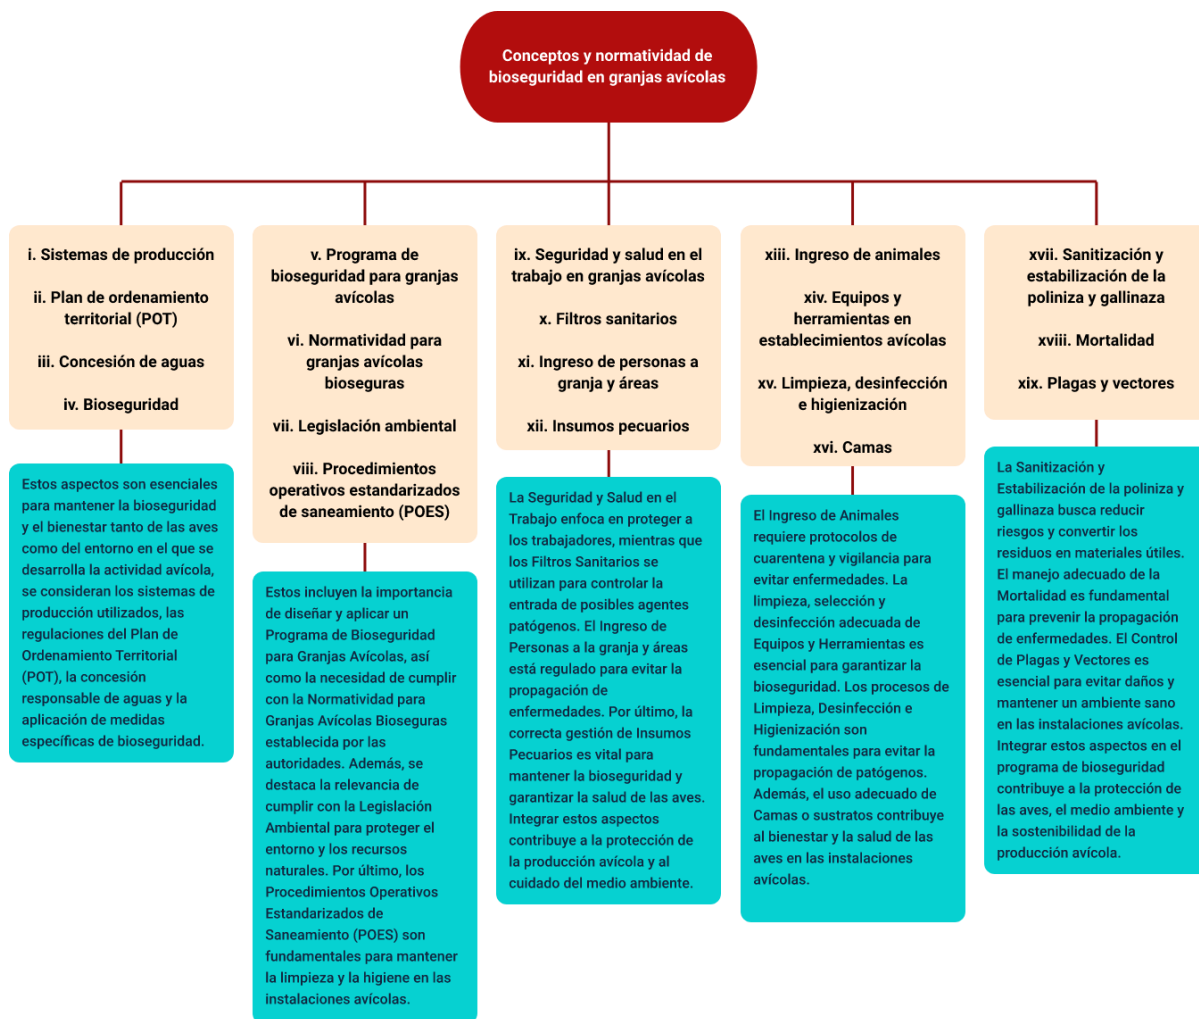 Conceptos y normatividad de
bioseguridad en granjas avícolas
i. Sistemas de producción
ii. Plan de ordenamiento
territorial (POT)
iii. Concesión de aguas
iv. Bioseguridad
Estos aspectos son esenciales
para mantener la bioseguridad
y el bienestar tanto de las aves
como del entorno en el que se
desarrolla la actividad avícola,
se consideran los sistemas de
producción utilizados, las
regulaciones del Plan de
Ordenamiento Territorial
(POT), la concesión
responsable de aguas y la
aplicación de medidas
específicas de bioseguridad.
v. Programa de
bioseguridad para granjas
avícolas
vi. Normatividad para
granjas avícolas
bioseguras
vii. Legislación ambiental
viii. Procedimientos
operativos estandarizados
de saneamiento (POES)
Estos incluyen la importancia
de diseñar y aplicar un
Programa de Bioseguridad
para Granjas Avícolas, así
como la necesidad de cumplir
con la Normatividad para
Granjas Avícolas Bioseguras
establecida por las
autoridades. Además, se
destaca la relevancia de
cumplir con la Legislación
Ambiental para proteger el
entorno y los recursos
naturales. Por último, los
Procedimientos Operativos
Estandarizados de
Saneamiento (POES) son
fundamentales para mantener
la limpieza y la higiene en las
instalaciones avícolas.
ix. Seguridad y salud en el
trabajo en granjas avícolas
x. Filtros sanitarios
xi. Ingreso de personas a
granja y áreas
xii. Insumos pecuarios
La Seguridad y Salud en el
Trabajo enfoca en proteger a
los trabajadores, mientras que
los Filtros Sanitarios se
utilizan para controlar la
entrada de posibles agentes
patógenos. El Ingreso de
Personas a la granja y áreas
está regulado para evitar la
propagación de
enfermedades. Por último, la
correcta gestión de Insumos
Pecuarios es vital para
mantener la bioseguridad y
garantizar la salud de las aves.
Integrar estos aspectos
contribuye a la protección de
la producción avícola y al
cuidado del medio ambiente.
xiii. Ingreso de animales
xiv. Equipos y
herramientas en
establecimientos avícolas
xv. Limpieza, desinfección
e higienización
xvi. Camas
El Ingreso de Animales
requiere protocolos de
cuarentena y vigilancia para
evitar enfermedades. La
limpieza, selección y
desinfección adecuada de
Equipos y Herramientas es
esencial para garantizar la
bioseguridad. Los procesos de
Limpieza, Desinfección e
Higienización son
fundamentales para evitar la
propagación de patógenos.
Además, el uso adecuado de
Camas o sustratos contribuye
al bienestar y la salud de las
aves en las instalaciones
avícolas.
xvii. Sanitización y
estabilización de la
poliniza y gallinaza
xviii. Mortalidad
xix. Plagas y vectores
La Sanitización y
Estabilización de la poliniza y
gallinaza busca reducir
riesgos y convertir los
residuos en materiales útiles.
El manejo adecuado de la
Mortalidad es fundamental
para prevenir la propagación
de enfermedades. El Control
de Plagas y Vectores es
esencial para evitar daños y
mantener un ambiente sano
en las instalaciones avícolas.
Integrar estos aspectos en el
programa de bioseguridad
contribuye a la protección de
las aves, el medio ambiente y
la sostenibilidad de la
producción avícola.